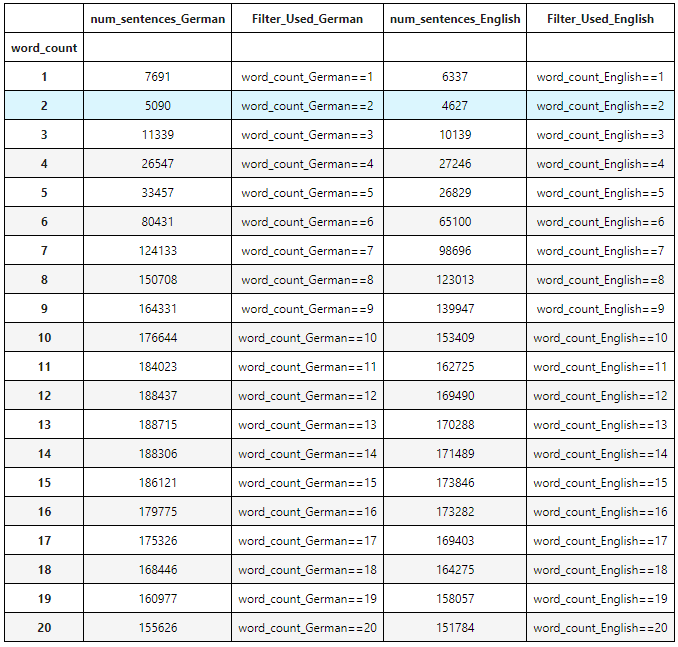 num_sentences_German Filter_Used_German num_sentences_English Filter_Used_English
word_count
1 7691 word_count_German==1 6337 word_count_English==1
2 5090 word_count_German==2 4627 word_count_English==2
3 11339 word_count_German==3 10139 word_count_English==3
4 26547 word_count_German==4 27246 word_count_English==4
5 33457 word_count_German==5 26829 word_count_English==5
6 80431 word_count_German==6 65100 word_count_English==6
7 124133 word_count_German==7 98696 word_count_English==7
8 150708 word_count_German==8 123013 word_count_English==8
9 164331 word_count_German==9 139947 word_count_English==9
10 176644 word_count_German==10 153409 word_count_English==10
11 184023 word_count_German==11 162725 word_count_English==11
12 188437 word_count_German==12 169490 word_count_English==12
13 188715 word_count_German==13 170288 word_count_English==13
14 188306 word_count_German==14 171489 word_count_English==14
15 186121 word_count_German==15 173846 word_count_English==15
16 179775 word_count_German==16 173282 word_count_English==16
17 175326 word_count_German==17 169403 word_count_English==17
18 168446 word_count_German==18 164275 word_count_English==18
19 160977 word_count_German==19 158057 word_count_English==19
20 155626 word_count_German==20 151784 word_count_English==20